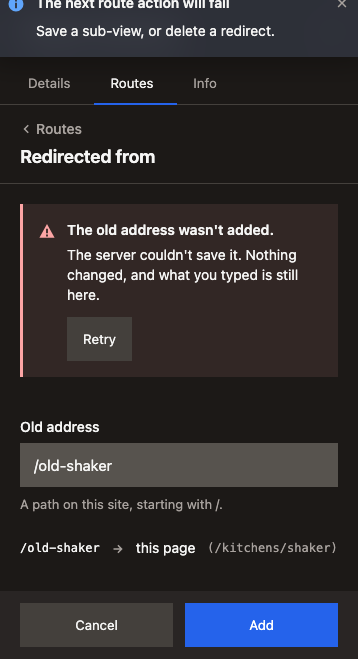 The next route action will fail
Save a sub-view, or delete a redirect.
Details Routes Info
Routes
Redirected from
The old address wasn't added.
The server couldn't save it. Nothing
changed, and what you typed is still
here.
Retry
Old address
/old-shaker
A path on this site, starting with /.
/old-shaker → this page (/kitchens/shaker)
Cancel Add